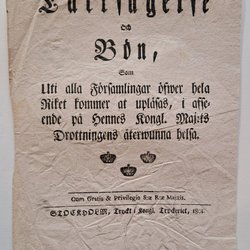 Tacksägelse
Och
Bön,
Som
Uti alla Församlingar öfwer hela
Riket kommer at upläsas, i afse-
ende på Hennes Kongl. Maj:ts
Drottningens återwunna helsa.
Cum Gratia & Privilegio S:æ R:æ Maj:tis.
STOCKHOLM, Tryckt i Kongl. Tryckeriet,